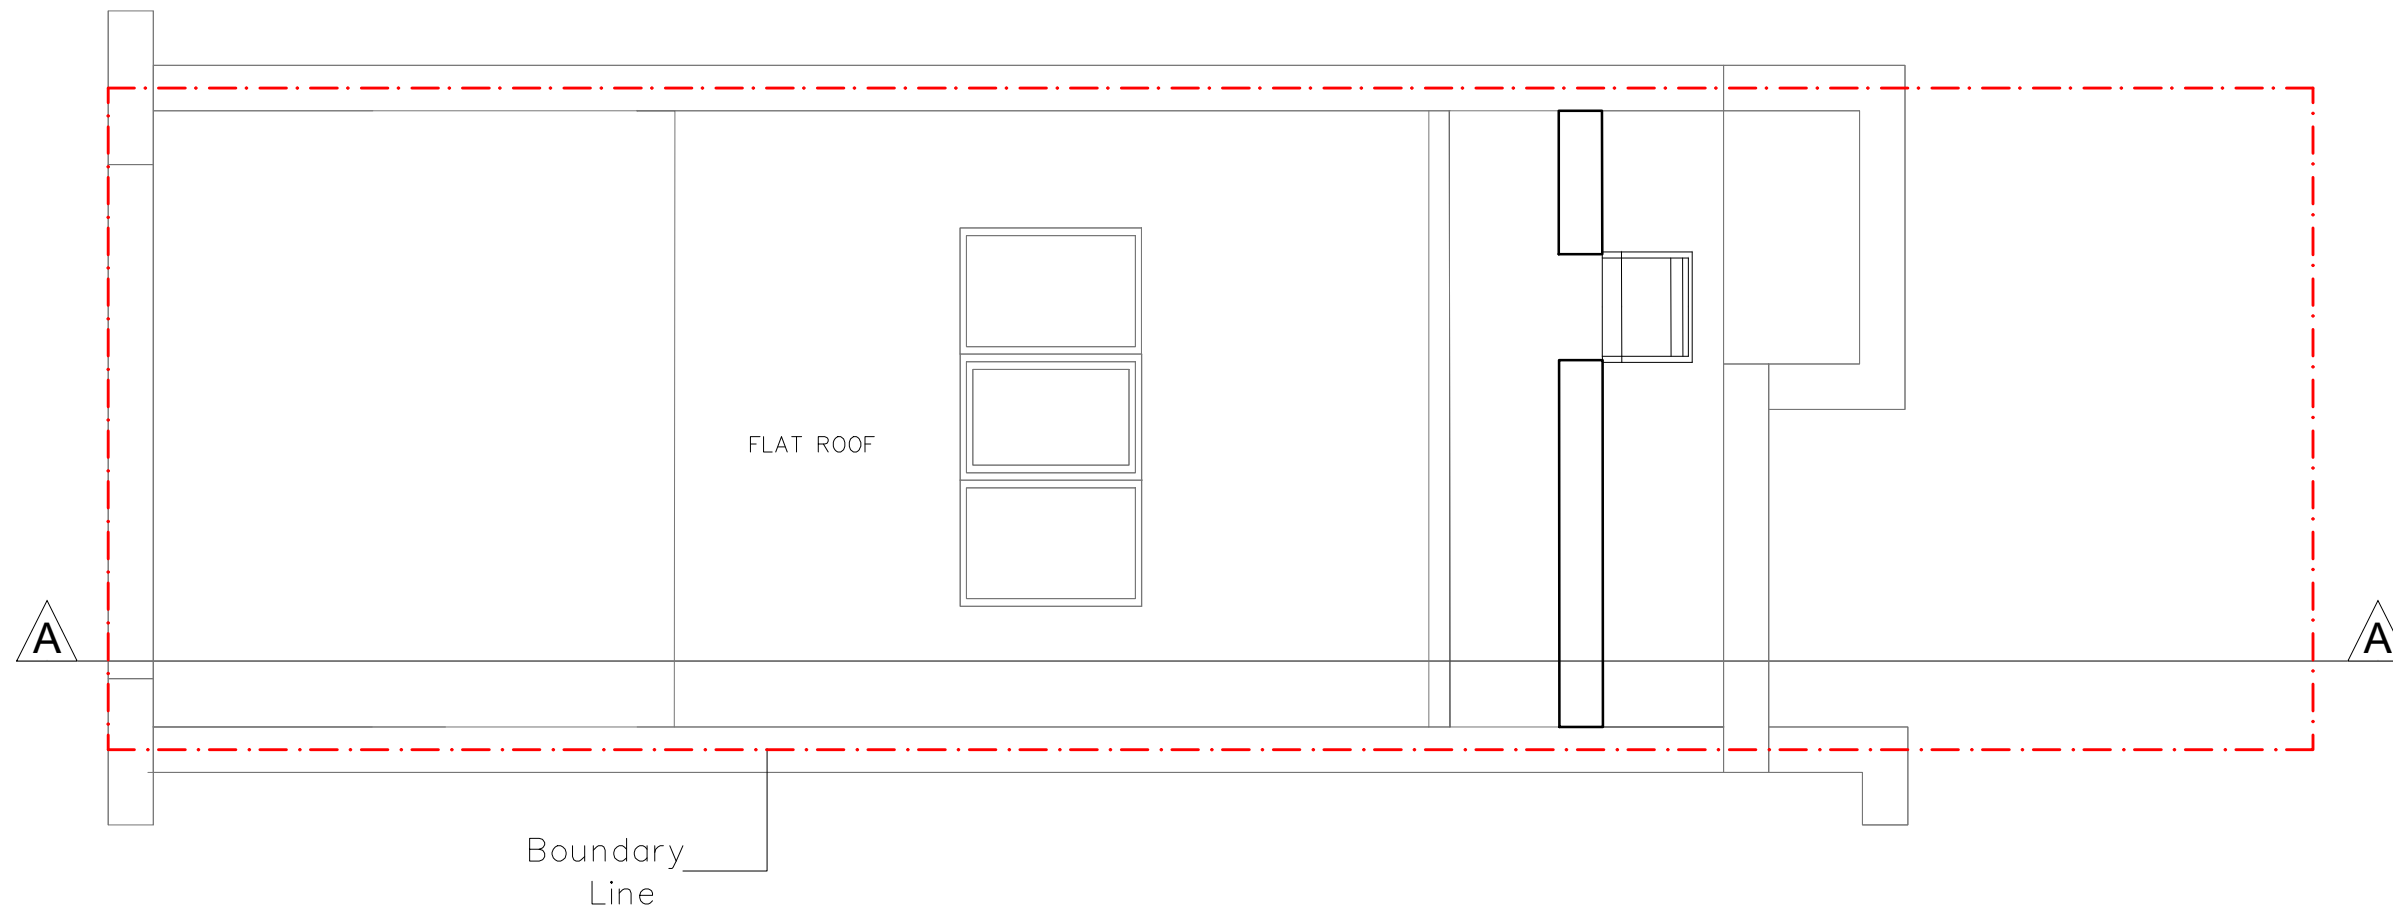 FLAT ROOF
A
A
Boundary
Line